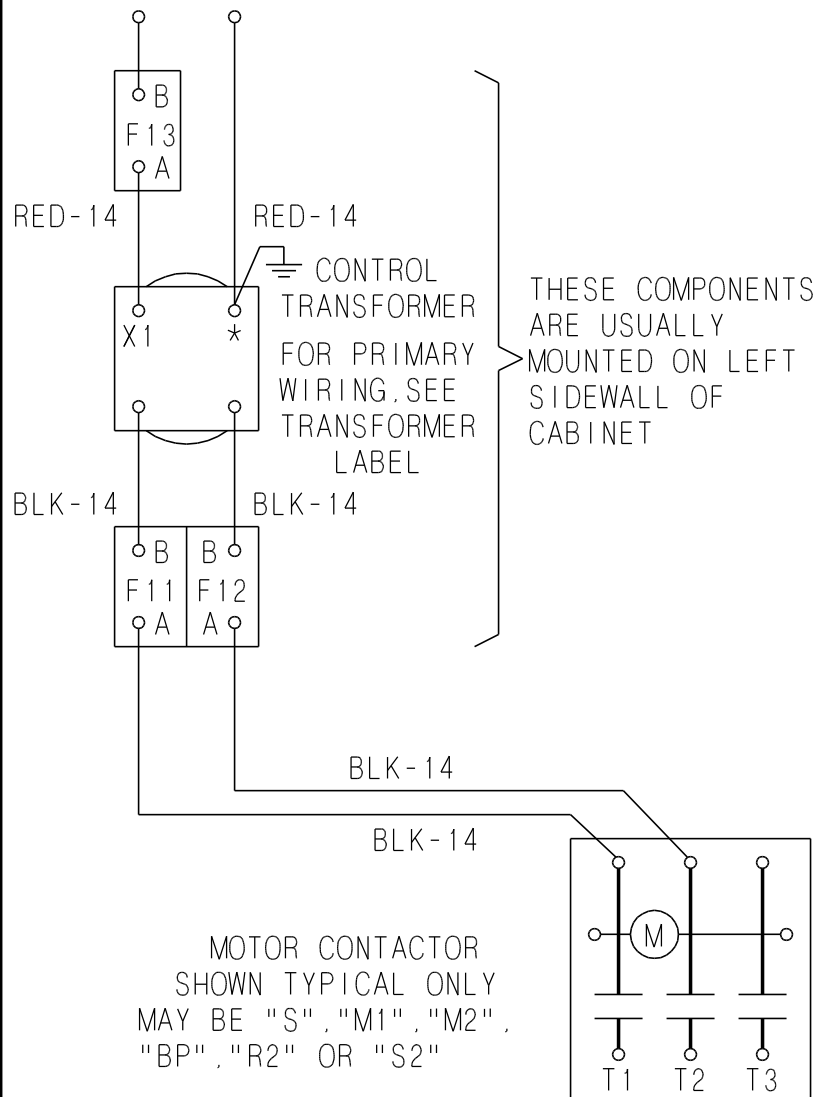 B
F13
A
RED-14 RED-14
CONTROL
TRANSFORMER
X1 *
FOR PRIMARY
WIRING,SEE
TRANSFORMER
LABEL
THESE COMPONENTS
ARE USUALLY
MOUNTED ON LEFT
SIDEWALL OF
CABINET
BLK-14 BLK-14
B B
F11 F12
A A
BLK-14
BLK-14
M
MOTOR CONTACTOR
SHOWN TYPICAL ONLY
MAY BE "S","M1","M2",
"BP","R2" OR "S2"
T1 T2 T3